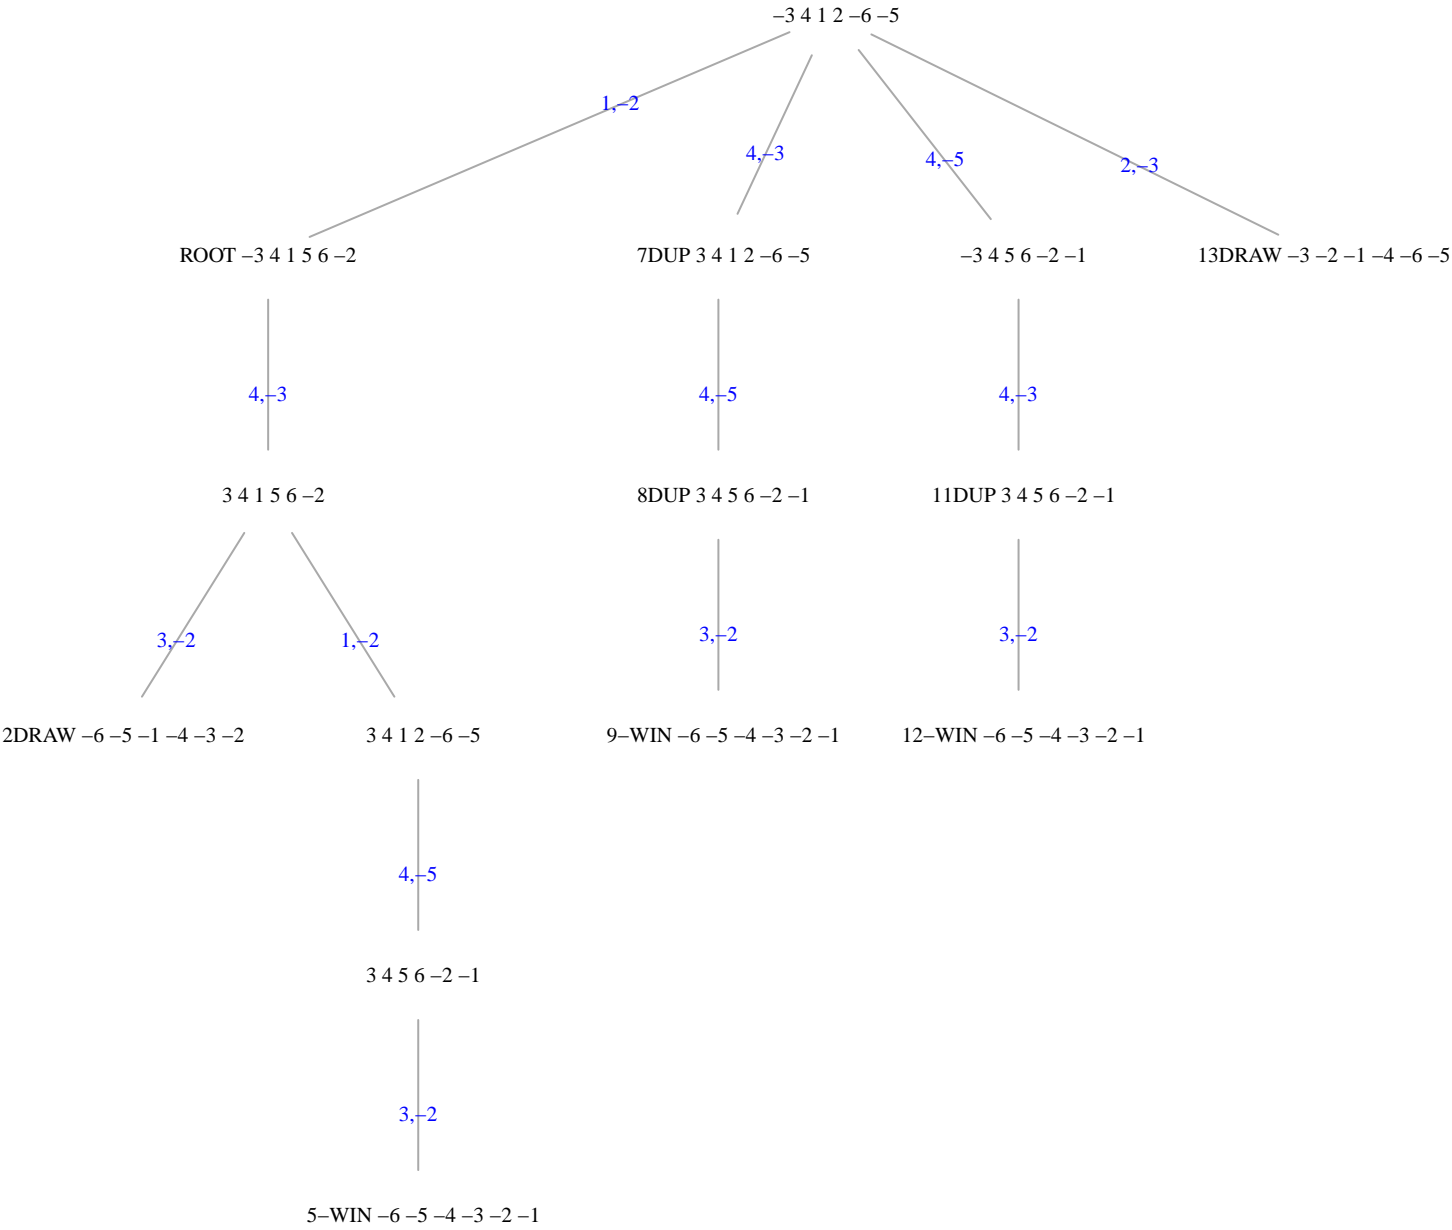 –3 4 1 2 –6 –5
1,–2
4,–3
4,–5
2,–3
ROOT –3 4 1 5 6 –2
7DUP 3 4 1 2 –6 –5
–3 4 5 6 –2 –1
13DRAW –3 –2 –1 –4 –6 –5
4,–3
4,–5
4,–3
3 4 1 5 6 –2
8DUP 3 4 5 6 –2 –1
11DUP 3 4 5 6 –2 –1
3,–2
1,–2
3,–2
3,–2
2DRAW –6 –5 –1 –4 –3 –2
3 4 1 2 –6 –5
9–WIN –6 –5 –4 –3 –2 –1
12–WIN –6 –5 –4 –3 –2 –1
4,–5
3 4 5 6 –2 –1
3,–2
5–WIN –6 –5 –4 –3 –2 –1